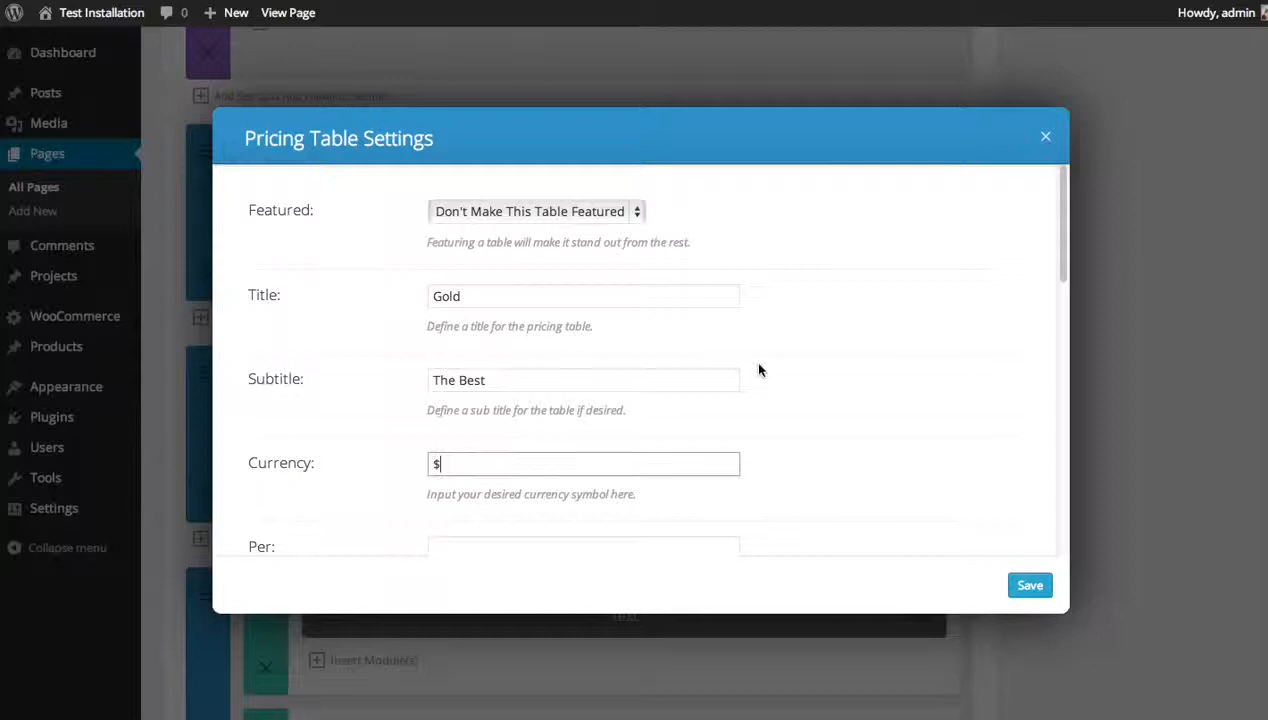 Test Installation
0
New
View Page
Howdy, admin
Dashboard
Posts
Media
Pages
All Pages
Add New
Comments
Projects
WooCommerce
Products
Appearance
Plugins
Users
Tools
Settings
Collapse menu
Pricing Table Settings
Featured:
Don't Make This Table Featured
Featuring a table will make it stand out from the rest.
Title:
Gold
Define a title for the pricing table.
Subtitle:
The Best
Define a sub title for the table if desired.
Currency:
$
Input your desired currency symbol here.
Per:
Save
Insert Module(s)